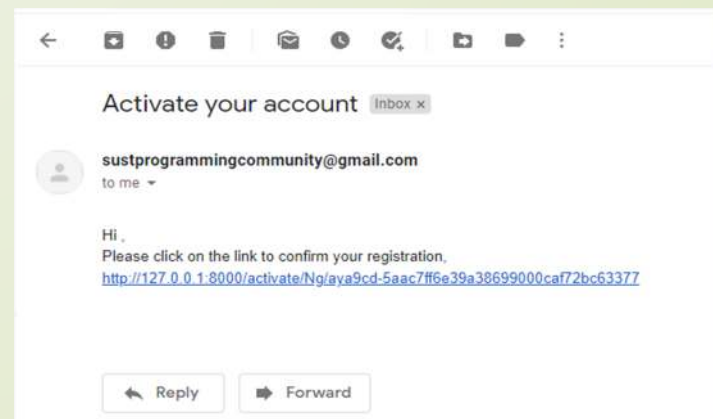 Activate your account Inbox x
sustprogrammingcommunity@gmail.com
to me
Hi ,
Please click on the link to confirm your registration,
http://127.0.0.1:8000/activate/Ng/aya9cd-5aac7ff6e39a38699000caf72bc63377
Reply Forward